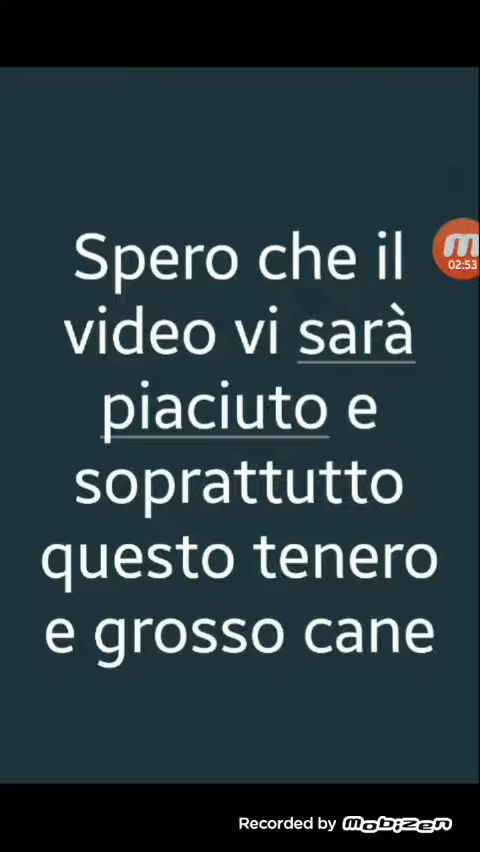 Spero che il
video vi sarà
piaciuto e
soprattutto
questo tenero
e grosso cane
02:53
Recorded by mobizen